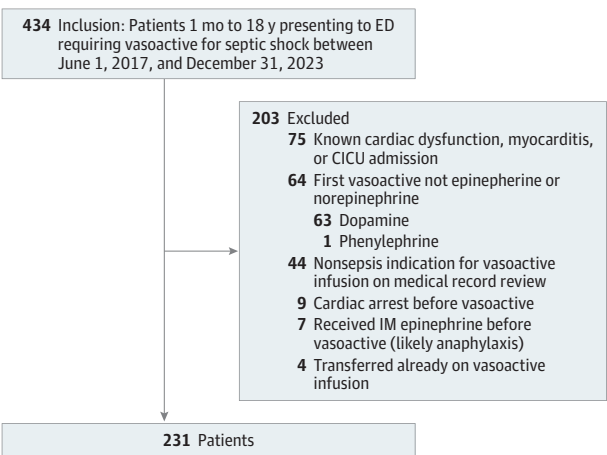 434 Inclusion: Patients 1 mo to 18 y presenting to ED
requiring vasoactive for septic shock between
June 1, 2017, and December 31, 2023
203 Excluded
75 Known cardiac dysfunction, myocarditis,
or CICU admission
64 First vasoactive not epinepherine or
norepinephrine
63 Dopamine
1 Phenylephrine
44 Nonsepsis indication for vasoactive
infusion on medical record review
9 Cardiac arrest before vasoactive
7 Received IM epinephrine before
vasoactive (likely anaphylaxis)
4 Transferred already on vasoactive
infusion
231 Patients